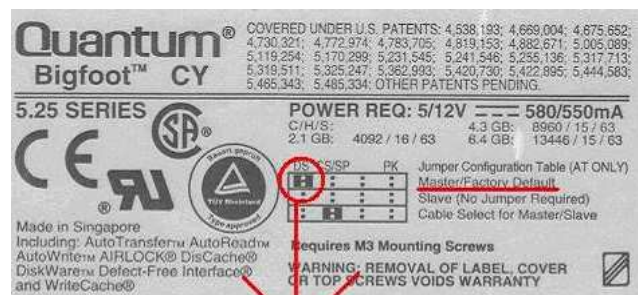 Quantum®
Bigfoot™ CY
COVERED UNDER U.S. PATENTS: 4,538,193; 4,669,004; 4,675,652;
4,730,321; 4,772,974; 4,783,705; 4,819,153; 4,882,671; 5,005,089;
5,119,254; 5,170,299; 5,231,545; 5,241,546; 5,255,136; 5,317,713;
5,319,511; 5,325,247; 5,362,993; 5,420,730; 5,422,895; 5,444,583;
5,465,343; 5,485,334: OTHER PATENTS PENDING.
5.25 SERIES
POWER REQ: 5/12V 580/550mA
C/H/S: 4.3 GB: 8960 / 15 / 63
2.1 GB: 4092 / 16 / 63 6.4 GB: 13446 / 15 / 63
CE
SA®
Bauart geprüft
TÜV Rheinland
Type approved
DS CS/SP PK Jumper Configuration Table (AT ONLY)
Master/Factory Default
Slave (No Jumper Required)
Cable Select for Master/Slave
Made in Singapore
Including: AutoTransfer™ AutoRead™
AutoWrite™ AIRLOCK® DisCache®
DiskWare™ Defect-Free Interface®
and WriteCache®
Requires M3 Mounting Screws
WARNING: REMOVAL OF LABEL, COVER
OR TOP SCREWS VOIDS WARRANTY